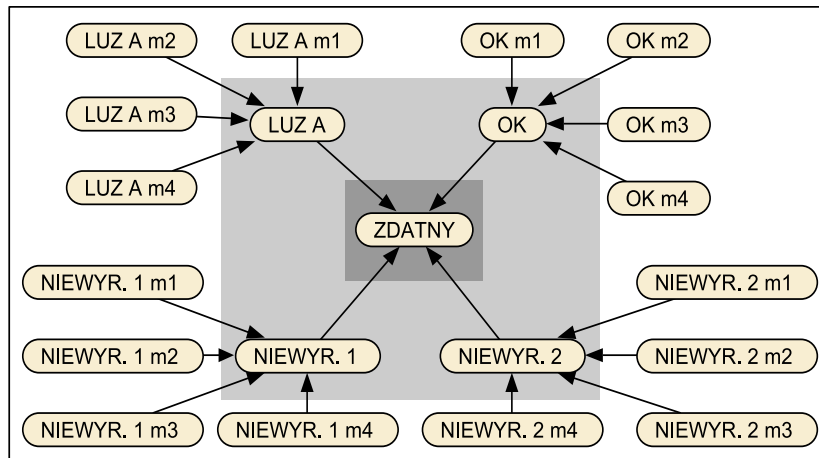 LUZ A m2
LUZ A m1
OK m1
OK m2
LUZ A m3
LUZ A
OK
OK m3
LUZ A m4
OK m4
ZDATNY
NIEWYR. 1 m1
NIEWYR. 2 m1
NIEWYR. 1 m2
NIEWYR. 1
NIEWYR. 2
NIEWYR. 2 m2
NIEWYR. 1 m3
NIEWYR. 1 m4
NIEWYR. 2 m4
NIEWYR. 2 m3